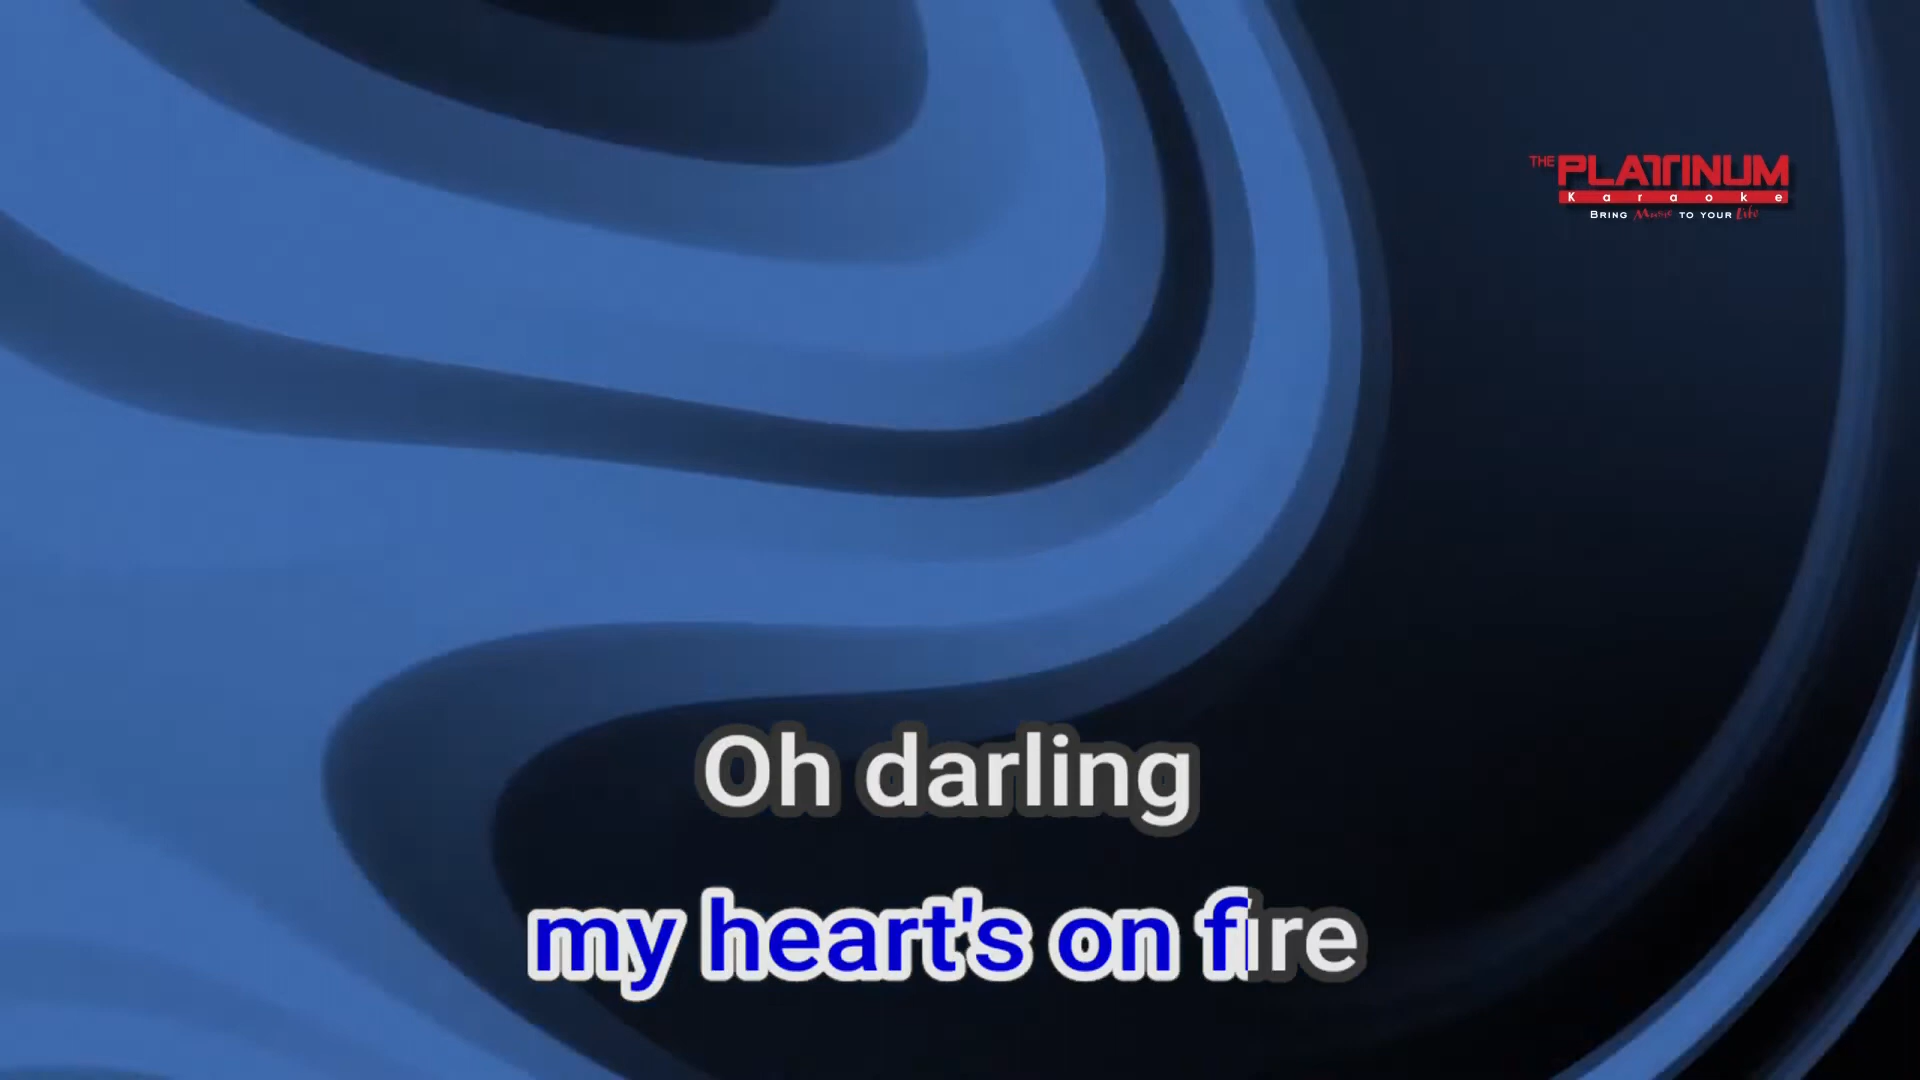 THE PLATINUM
Karaoke
BRING Music TO YOUR Life
Oh darling
my heart's on fire